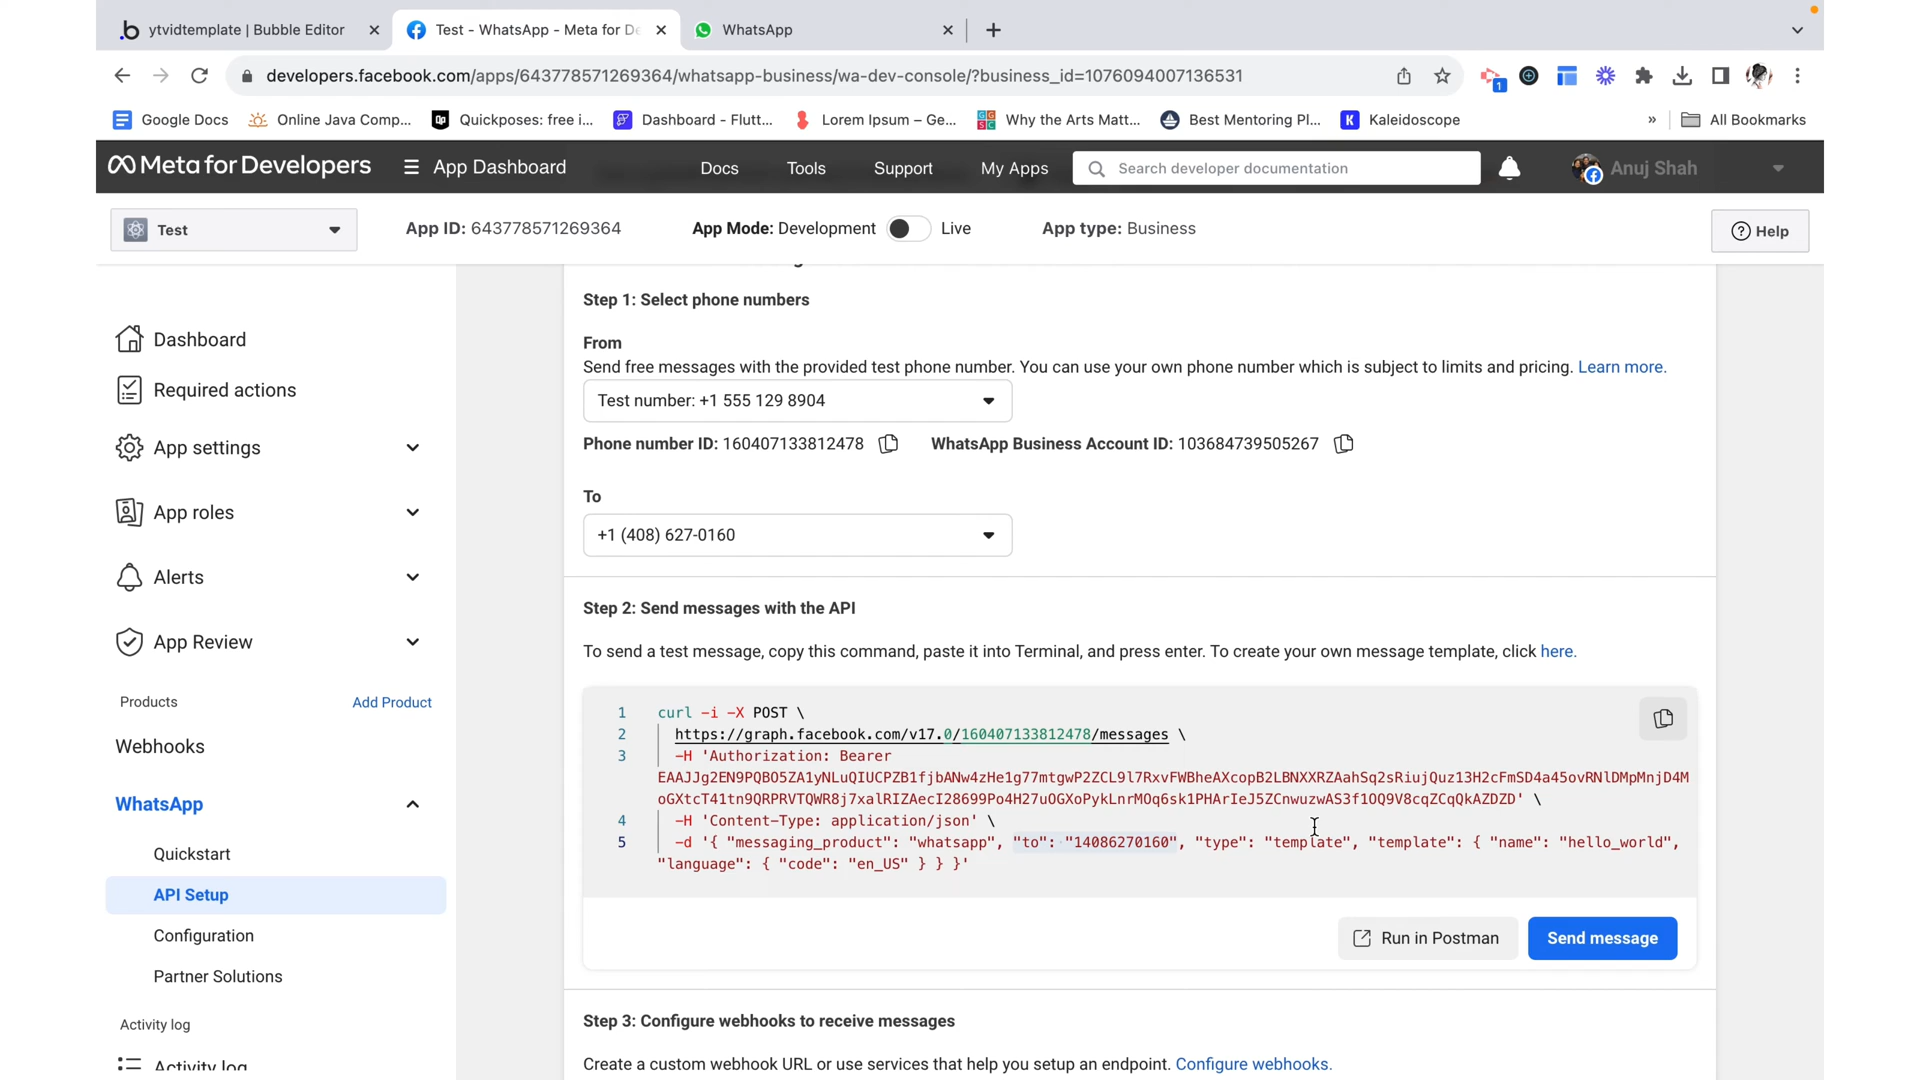 ytvidtemplate | Bubble Editor
Test - WhatsApp - Meta for De
WhatsApp
developers.facebook.com/apps/643778571269364/whatsapp-business/wa-dev-console/?business_id=1076094007136531
1
Google Docs
Online Java Comp...
Quickposes: free i...
Dashboard - Flutt...
Lorem Ipsum – Ge...
Why the Arts Matt...
Best Mentoring Pl...
Kaleidoscope
»
All Bookmarks
Meta for Developers
App Dashboard
Docs
Tools
Support
My Apps
Search developer documentation
Anuj Shah
Test
App ID: 643778571269364
App Mode: Development
Live
App type: Business
Help
Dashboard
Required actions
App settings
App roles
Alerts
App Review
Products
Add Product
Webhooks
WhatsApp
Quickstart
API Setup
Configuration
Partner Solutions
Activity log
Activity log
Step 1: Select phone numbers
From
Send free messages with the provided test phone number. You can use your own phone number which is subject to limits and pricing. Learn more.
Test number: +1 555 129 8904
Phone number ID: 160407133812478
WhatsApp Business Account ID: 103684739505267
To
+1 (408) 627-0160
Step 2: Send messages with the API
To send a test message, copy this command, paste it into Terminal, and press enter. To create your own message template, click here.
1 curl -i -X POST \
2 https://graph.facebook.com/v17.0/160407133812478/messages \
3 -H 'Authorization: Bearer
EAAJJg2EN9PQBO5ZA1yNLuQIUCPZB1fjbANw4zHe1g77mtgwP2ZCL9l7RxvFWBheAXcopB2LBNXXRZAahSq2sRiujQuz13H2cFmSD4a45ovRNlDMpMnjD4M
oGXtcT41tn9QRPRVTQWR8j7xalRIZAecI28699Po4H27uOGXoPykLnrMOq6sk1PHArIeJ5ZCnwuzwAS3f1OQ9V8cqZCqQkAZDZD' \
4 -H 'Content-Type: application/json' \
5 -d '{ "messaging_product": "whatsapp", "to": "14086270160", "type": "template", "template": { "name": "hello_world",
"language": { "code": "en_US" } } }'
Run in Postman
Send message
Step 3: Configure webhooks to receive messages
Create a custom webhook URL or use services that help you setup an endpoint. Configure webhooks.